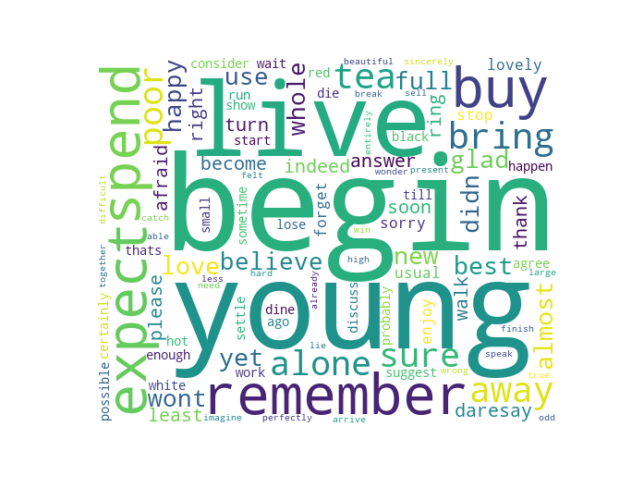 consider
wait
beautiful
sincerely
lovely
expect
spend
poor
happy
right
use
run
show
turn
start
red
whole
die
live
tea
full
break
sell
buy
ring
stop
bring
black
entirely
afraid
become
indeed
answer
glad
happen
felt
wonder
present
begin
difficult
catch
able
thats
small
sometime
lose
forget
till
soon
sorry
win
didn
thank
together
certainly
possible
love
believe
less
need
hard
high
new
usual
best
agree
large
walk
please
hot
enough
young
settle
dine
ago
already
discuss
probably
enjoy
finish
almost
yet
work
alone
lie
sure
suggest
speak
wrong
true
white
wont
least
remember
away
daresay
imagine
perfectly
arrive
odd